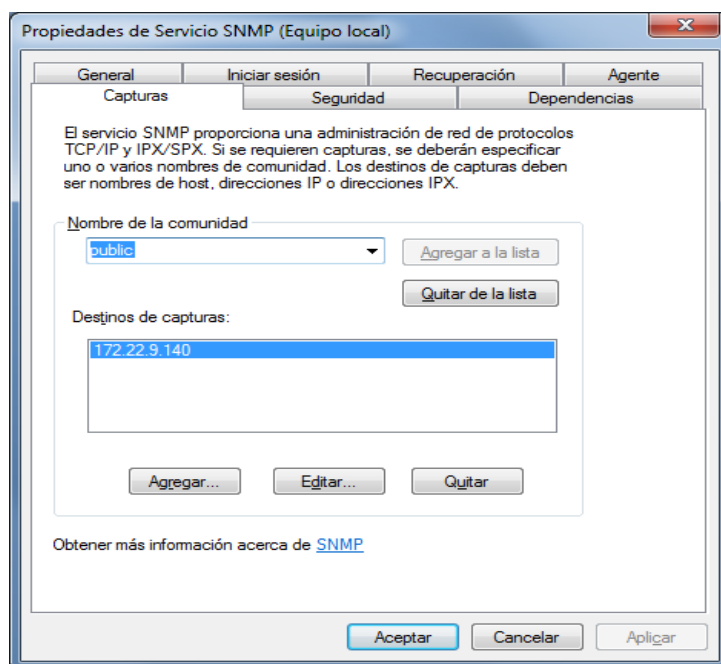 Propiedades de Servicio SNMP (Equipo local)
General Iniciar sesión Recuperación Agente
Capturas Seguridad Dependencias
El servicio SNMP proporciona una administración de red de protocolos
TCP/IP y IPX/SPX. Si se requieren capturas, se deberán especificar
uno o varios nombres de comunidad. Los destinos de capturas deben
ser nombres de host, direcciones IP o direcciones IPX.
Nombre de la comunidad
public
Agregar a la lista
Quitar de la lista
Destinos de capturas:
172.22.9.140
Agregar... Editar... Quitar
Obtener más información acerca de SNMP
Aceptar Cancelar Aplicar